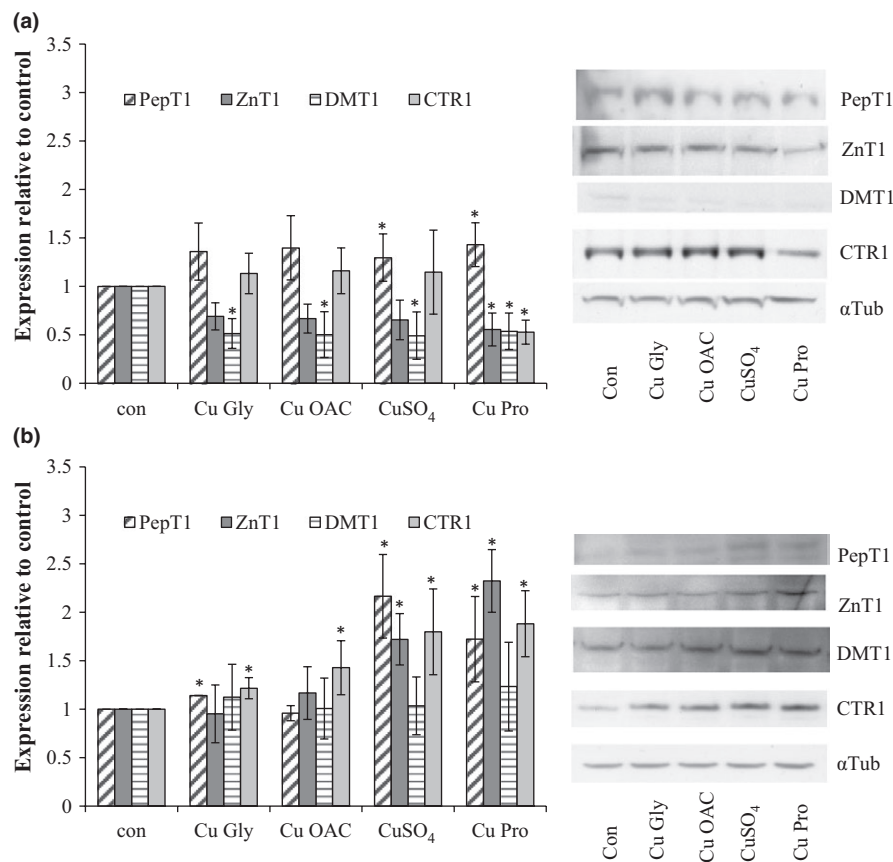 (a)
Expression relative to control
3.5
3
2.5
2
1.5
1
0.5
0
PepT1 ZnT1 DMT1 CTR1
* * * * * * * *
con Cu Gly Cu OAC CuSO₄ Cu Pro
PepT1
ZnT1
DMT1
CTR1
αTub
Con Cu Gly Cu OAC CuSO₄ Cu Pro
(b)
Expression relative to control
3.5
3
2.5
2
1.5
1
0.5
0
PepT1 ZnT1 DMT1 CTR1
* * * * * * * * *
con Cu Gly Cu OAC CuSO₄ Cu Pro
PepT1
ZnT1
DMT1
CTR1
αTub
Con Cu Gly Cu OAC CuSO₄ Cu Pro